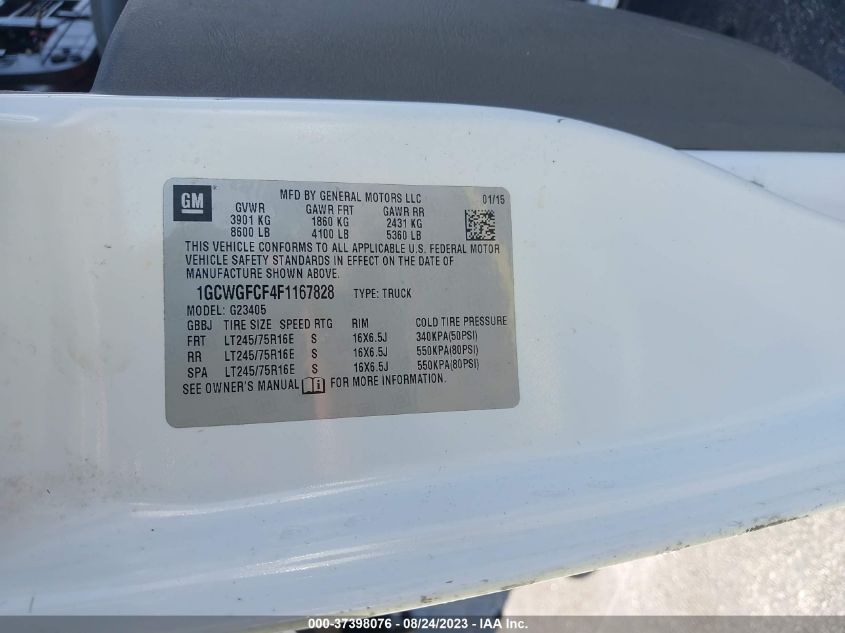 GM
MFD BY GENERAL MOTORS LLC 01/15
GVWR GAWR FRT GAWR RR
3901 KG 1860 KG 2431 KG
8600 LB 4100 LB 5360 LB
THIS VEHICLE CONFORMS TO ALL APPLICABLE U.S. FEDERAL MOTOR
VEHICLE SAFETY STANDARDS IN EFFECT ON THE DATE OF
MANUFACTURE SHOWN ABOVE.
1GCWGFCF4F1167828 TYPE: TRUCK
MODEL: G23405
GBBJ TIRE SIZE SPEED RTG RIM COLD TIRE PRESSURE
FRT LT245/75R16E S 16X6.5J 340KPA(50PSI)
RR LT245/75R16E S 16X6.5J 550KPA(80PSI)
SPA LT245/75R16E S 16X6.5J 550KPA(80PSI)
SEE OWNER'S MANUAL i FOR MORE INFORMATION.
000-37398076 - 08/24/2023 - IAA Inc.